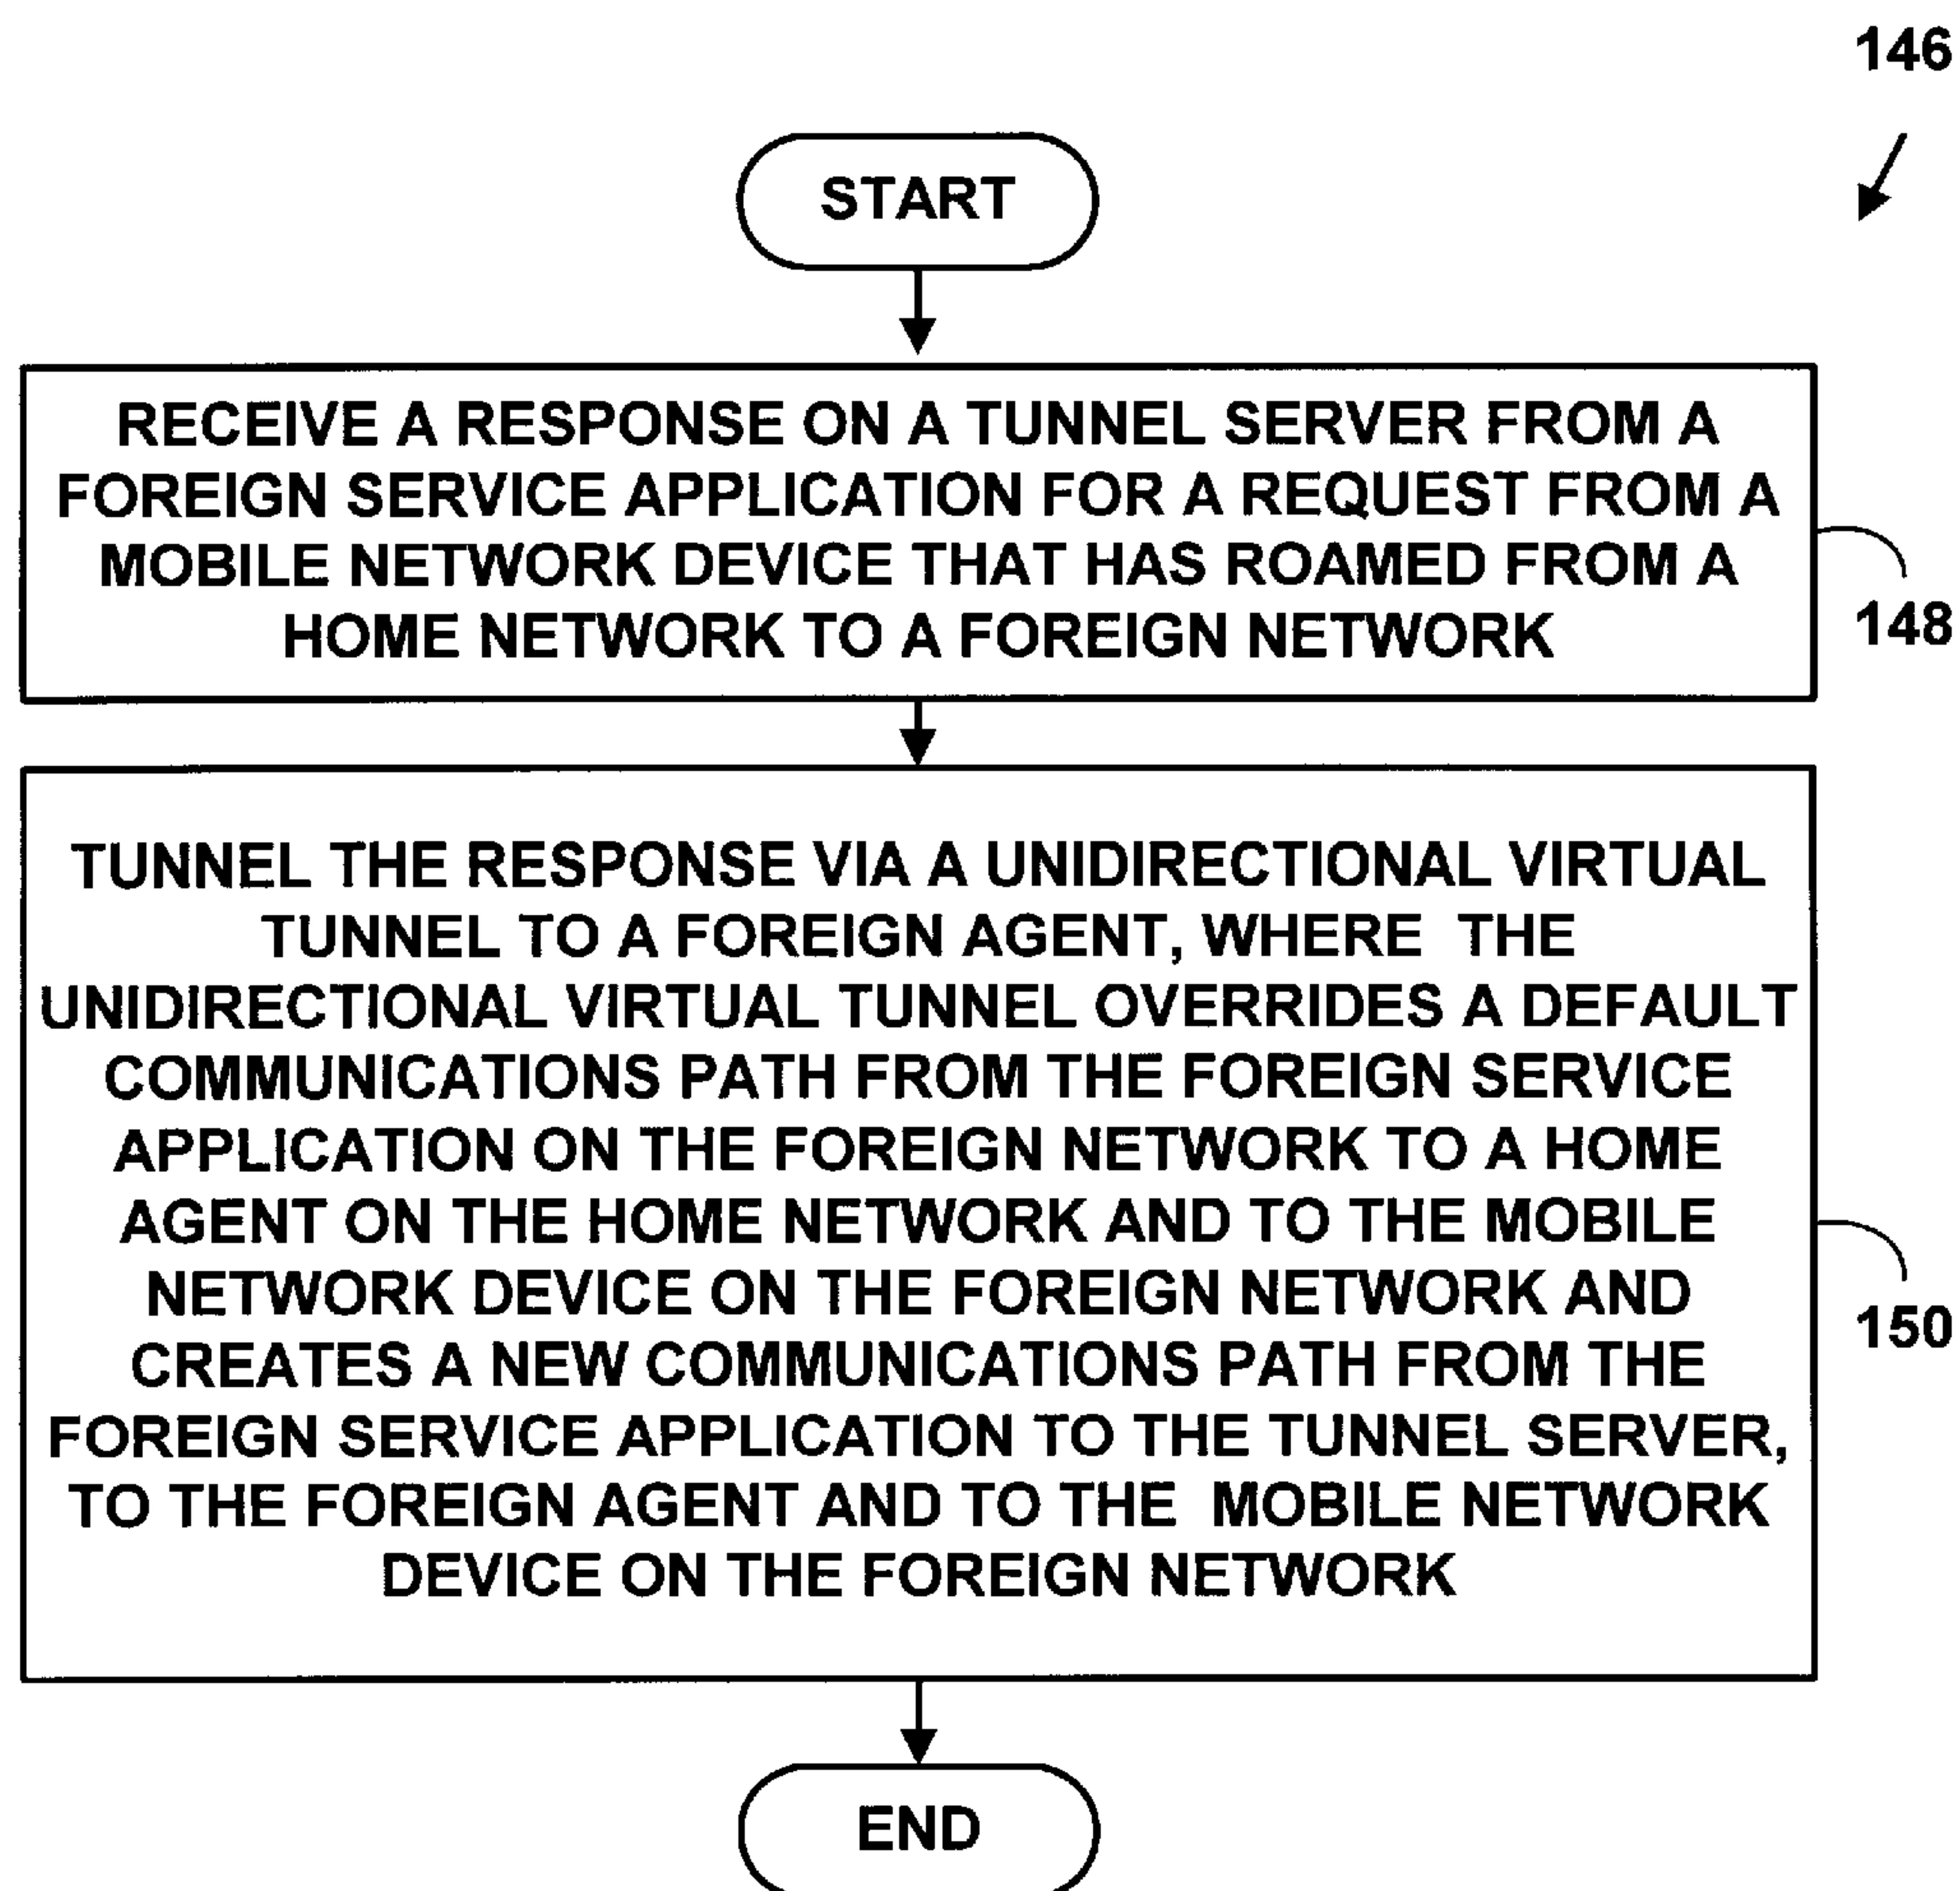 146
START
RECEIVE A RESPONSE ON A TUNNEL SERVER FROM A
FOREIGN SERVICE APPLICATION FOR A REQUEST FROM A
MOBILE NETWORK DEVICE THAT HAS ROAMED FROM A
HOME NETWORK TO A FOREIGN NETWORK
148
TUNNEL THE RESPONSE VIA A UNIDIRECTIONAL VIRTUAL
TUNNEL TO A FOREIGN AGENT, WHERE THE
UNIDIRECTIONAL VIRTUAL TUNNEL OVERRIDES A DEFAULT
COMMUNICATIONS PATH FROM THE FOREIGN SERVICE
APPLICATION ON THE FOREIGN NETWORK TO A HOME
AGENT ON THE HOME NETWORK AND TO THE MOBILE
NETWORK DEVICE ON THE FOREIGN NETWORK AND
CREATES A NEW COMMUNICATIONS PATH FROM THE
FOREIGN SERVICE APPLICATION TO THE TUNNEL SERVER,
TO THE FOREIGN AGENT AND TO THE MOBILE NETWORK
DEVICE ON THE FOREIGN NETWORK
150
END